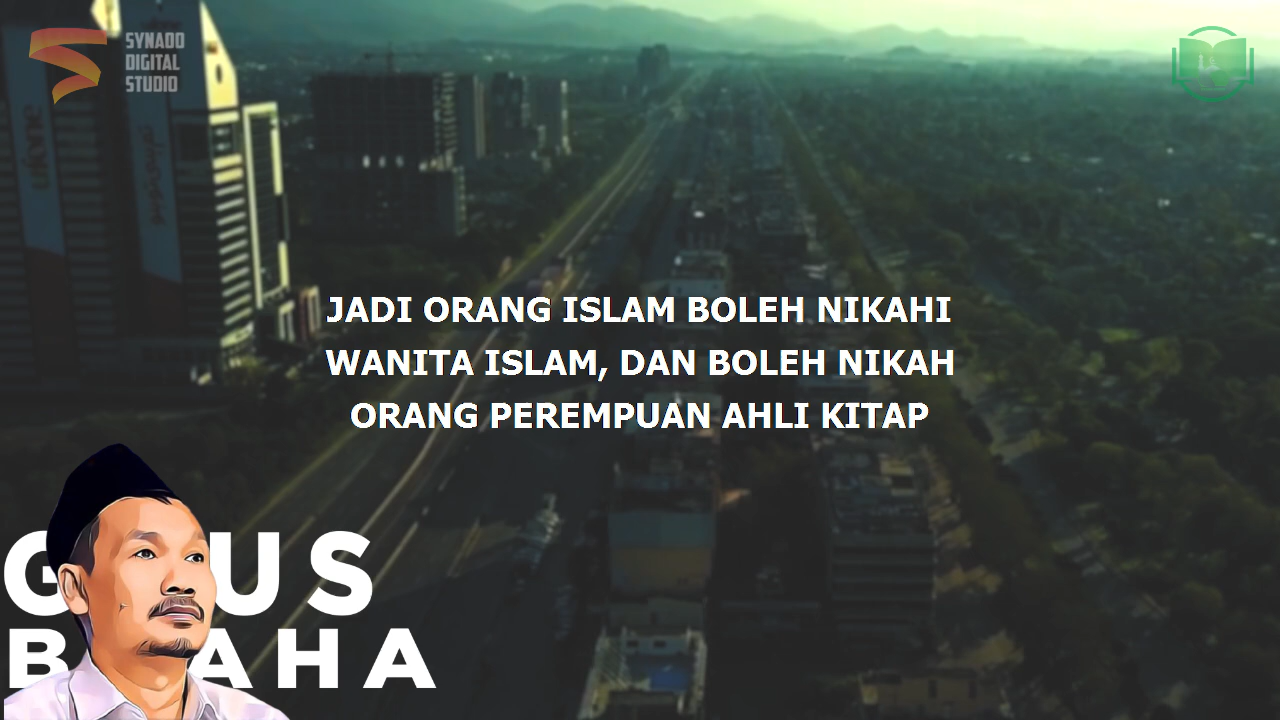 SYNADO
DIGITAL
STUDIO
JADI ORANG ISLAM BOLEH NIKAHI
WANITA ISLAM, DAN BOLEH NIKAH
ORANG PEREMPUAN AHLI KITAP
GUS
BAHA